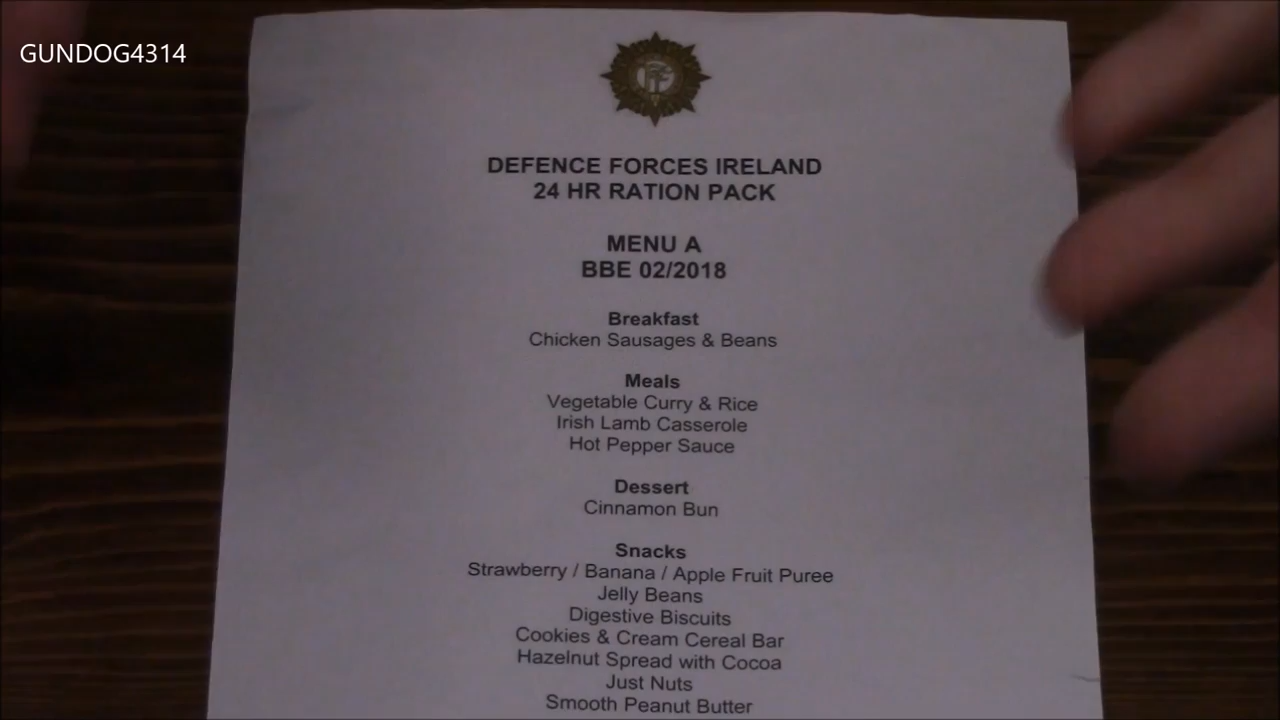 GUNDOG4314
DEFENCE FORCES IRELAND
24 HR RATION PACK
MENU A
BBE 02/2018
Breakfast
Chicken Sausages & Beans
Meals
Vegetable Curry & Rice
Irish Lamb Casserole
Hot Pepper Sauce
Dessert
Cinnamon Bun
Snacks
Strawberry / Banana / Apple Fruit Puree
Jelly Beans
Digestive Biscuits
Cookies & Cream Cereal Bar
Hazelnut Spread with Cocoa
Just Nuts
Smooth Peanut Butter